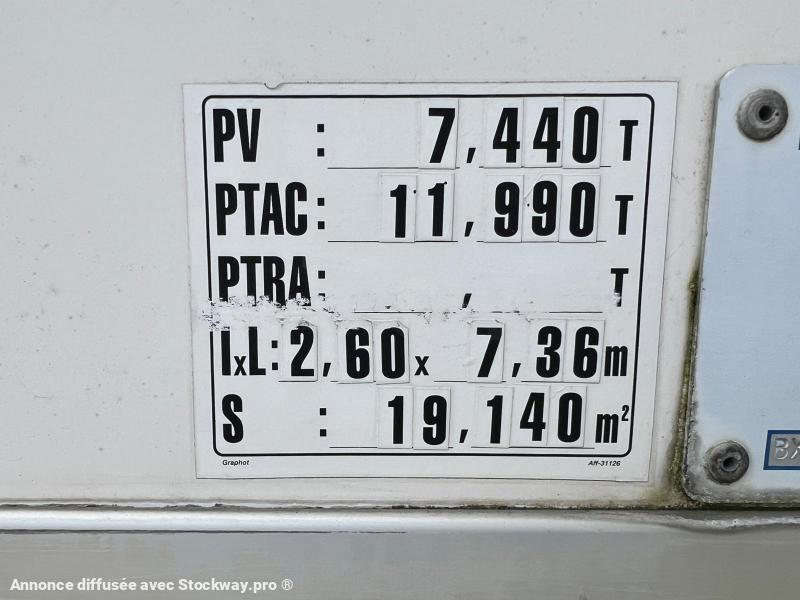 PV : 7,440 T
PTAC : 11,990 T
PTRA : , T
lxL : 2,60 x 7,36 m
S : 19,140 m²
Graphot Aff-31126
BX
Annonce diffusée avec Stockway.pro ®